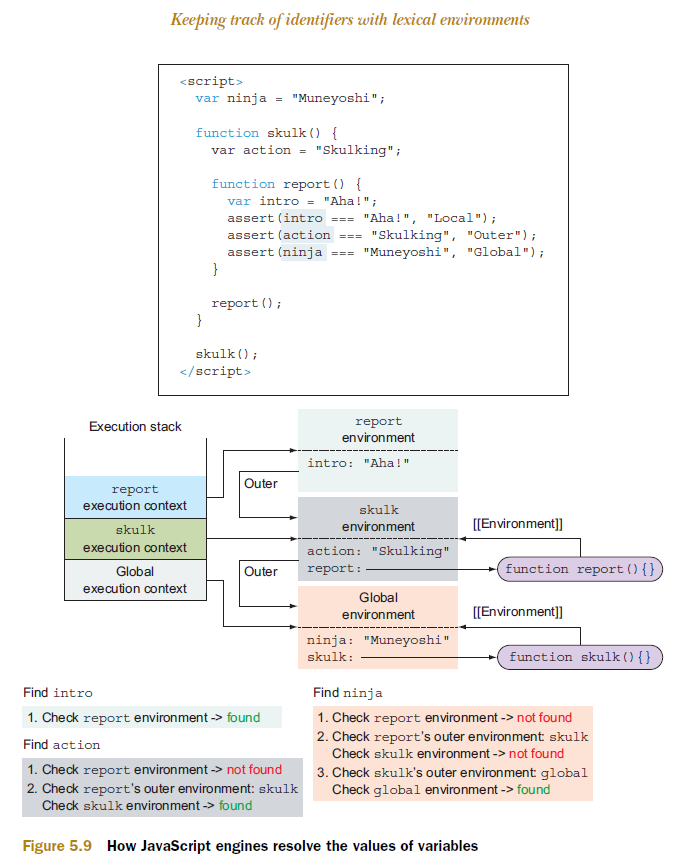 Keeping track of identifiers with lexical environments
<script>
var ninja = "Muneyoshi";
function skulk() {
var action = "Skulking";
function report() {
var intro = "Aha!";
assert(intro === "Aha!", "Local");
assert(action === "Skulking", "Outer");
assert(ninja === "Muneyoshi", "Global");
}
report();
}
skulk();
</script>
Execution stack
report
execution context
skulk
execution context
Global
execution context
report
environment
intro: "Aha!"
Outer
skulk
environment
action: "Skulking"
report:
[[Environment]]
function report(){}
Outer
Global
environment
ninja: "Muneyoshi"
skulk:
[[Environment]]
function skulk(){}
Find intro
1. Check report environment -> found
Find action
1. Check report environment -> not found
2. Check report's outer environment: skulk
Check skulk environment -> found
Find ninja
1. Check report environment -> not found
2. Check report's outer environment: skulk
Check skulk environment -> not found
3. Check skulk's outer environment: global
Check global environment -> found
Figure 5.9 How JavaScript engines resolve the values of variables